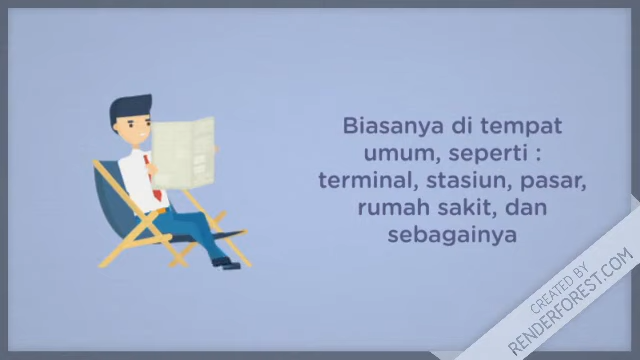 Biasanya di tempat
umum, seperti :
terminal, stasiun, pasar,
rumah sakit, dan
sebagainya
CREATED BY
RENDERFOREST.COM